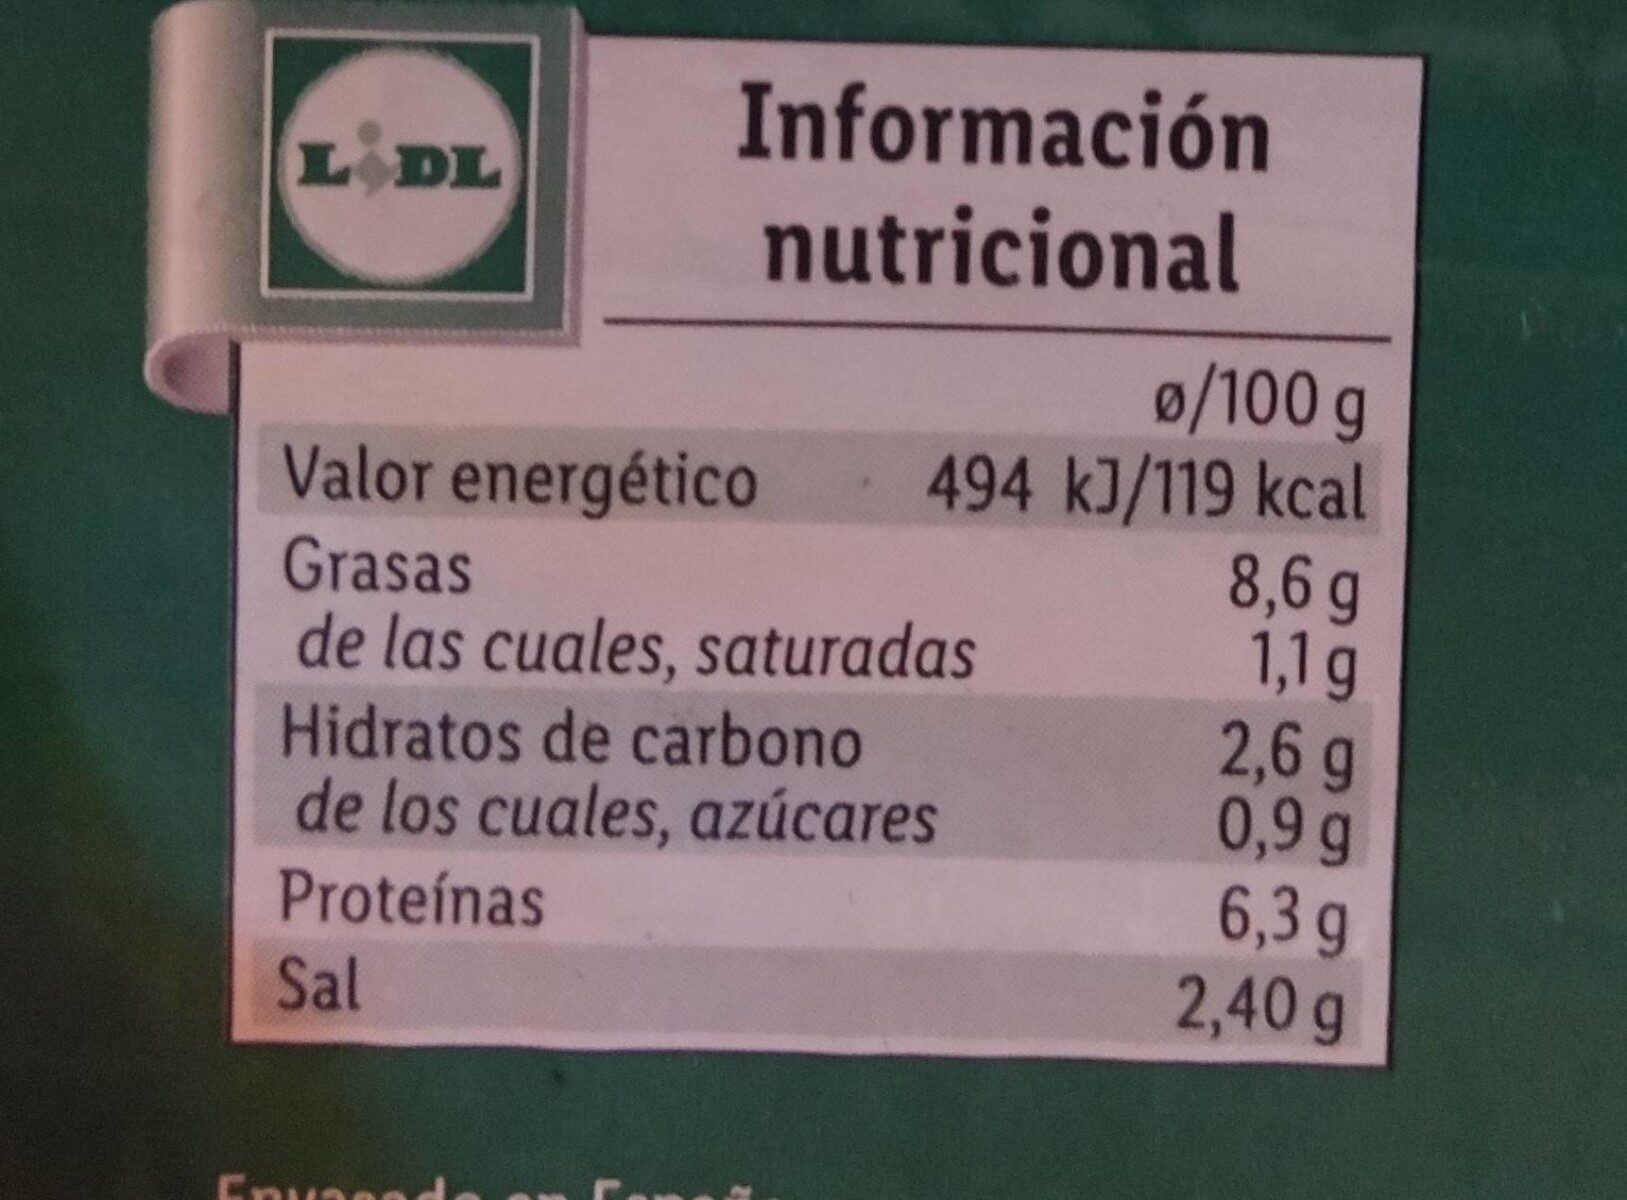 LIDL
Información
nutricional
ø/100 g
Valor energético 494 kJ/119 kcal
Grasas 8,6 g
de las cuales, saturadas 1,1 g
Hidratos de carbono 2,6 g
de los cuales, azúcares 0,9 g
Proteínas 6,3 g
Sal 2,40 g